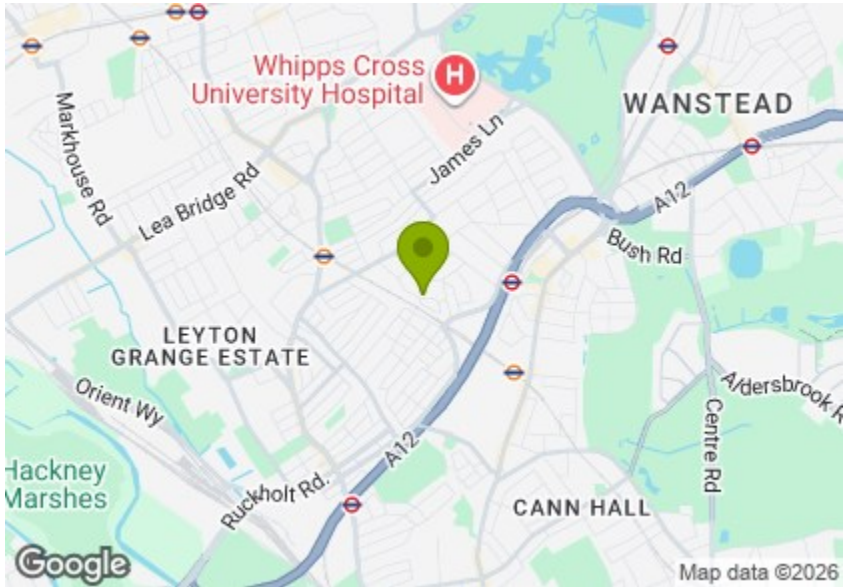 Whipps Cross
University Hospital
H
WANSTEAD
Markhouse Rd
James Ln
Lea Bridge Rd
A12
Bush Rd
LEYTON
GRANGE ESTATE
Orient Wy
Aldersbrook R
Centre Rd
A12
Hackney
Marshes
Ruckholt Rd.
CANN HALL
Google
Map data ©2026